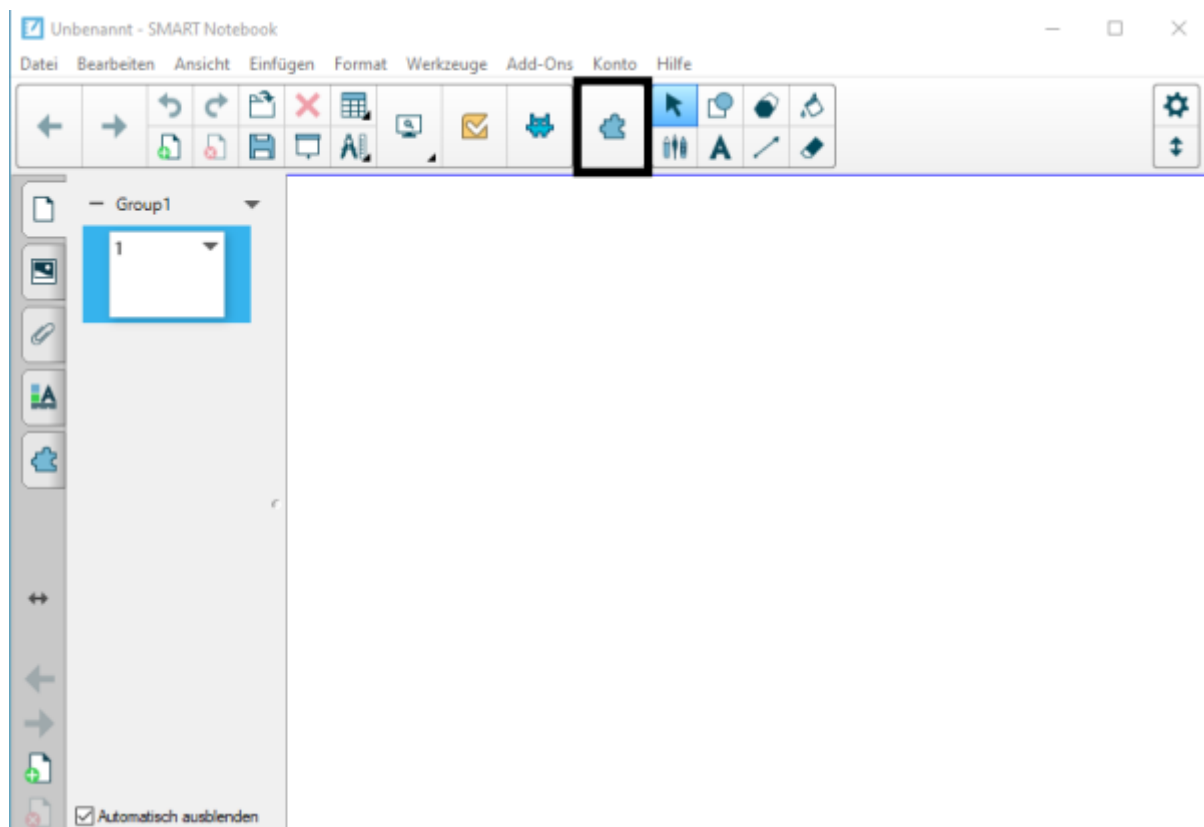 Unbenannt - SMART Notebook
Datei Bearbeiten Ansicht Einfügen Format Werkzeuge Add-Ons Konto Hilfe
Group1
1
Automatisch ausblenden